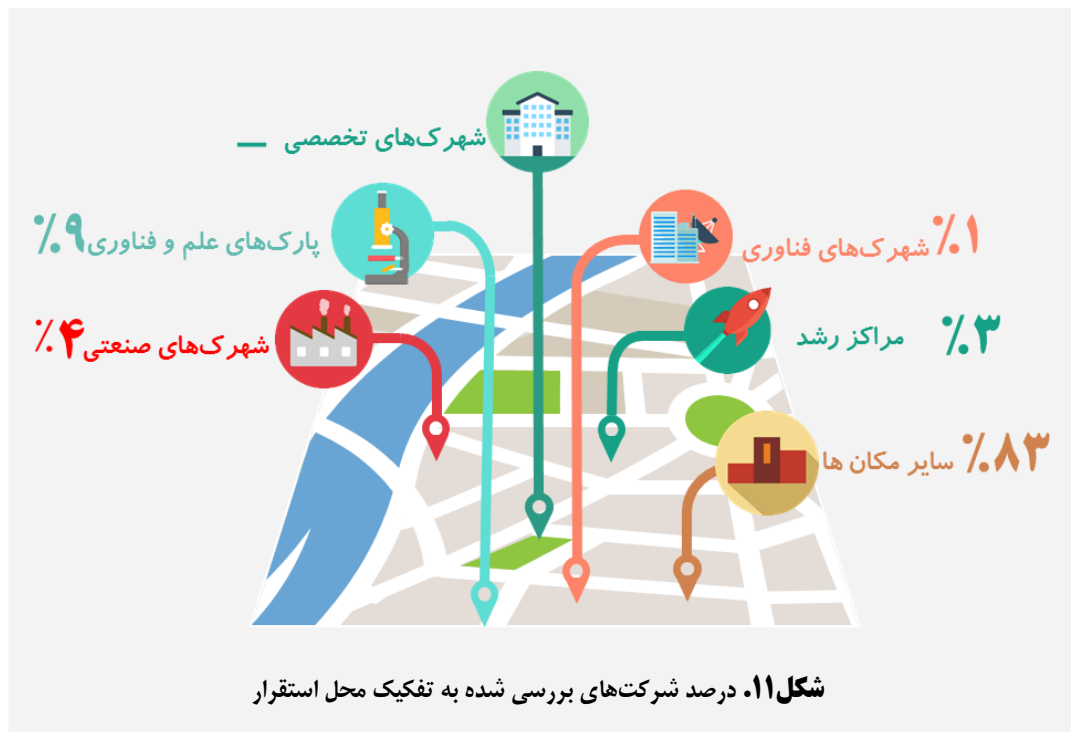 شهرک‌های تخصصی —
شهرک‌های فناوری ٪۱
پارک‌های علم و فناوری ٪۹
مراکز رشد ٪۳
شهرک‌های صنعتی ٪۴
سایر مکان ها ٪۸۳
شکل۱۱. درصد شرکت‌های بررسی شده به تفکیک محل استقرار